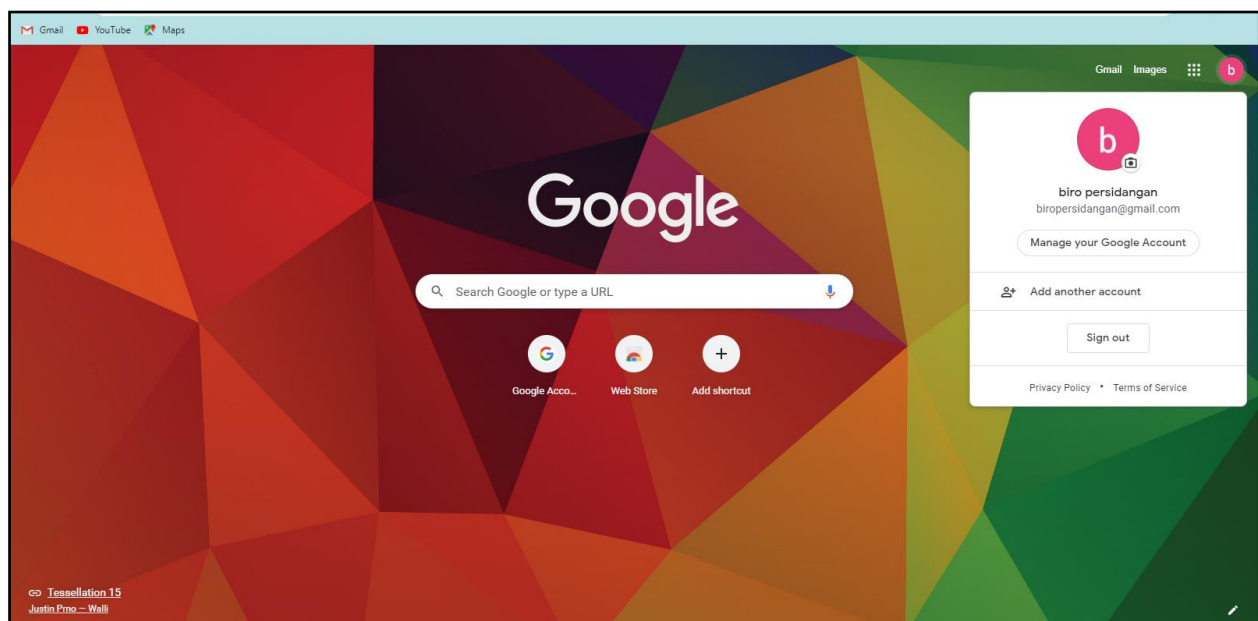 Gmail YouTube Maps
Gmail Images b
b
biro persidangan
biropersidangan@gmail.com
Manage your Google Account
Google
Search Google or type a URL
Add another account
Sign out
Google Acco... Web Store Add shortcut
Privacy Policy • Terms of Service
Tessellation 15
Justin Prno — Walli